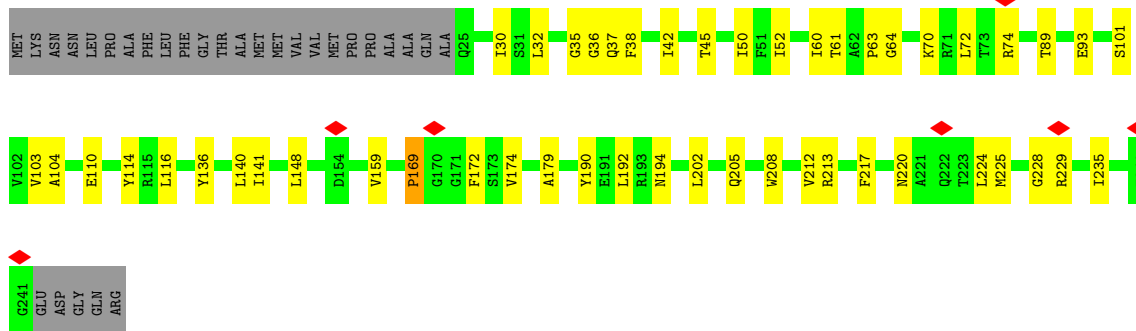 MET LYS ASN ASN LEU PRO ALA PHE LEU PHE GLY THR ALA MET MET VAL VAL MET PRO PRO ALA ALA GLN ALA Q25 I30 S31 L32 G35 G36 Q37 F38 I42 T45 I50 F51 I52 I60 T61 A62 P63 G64 K70 R71 L72 T73 R74 T89 E93 S101
V102 V103 A104 E110 Y114 R115 L116 Y136 L140 I141 L148 D154 V159 P169 G170 G171 F172 S173 V174 A179 Y190 E191 L192 R193 N194 L202 Q205 W208 V212 R213 F217 N220 A221 Q222 T223 L224 M225 G228 R229 I235
G241 GLU ASP GLY GLN ARG